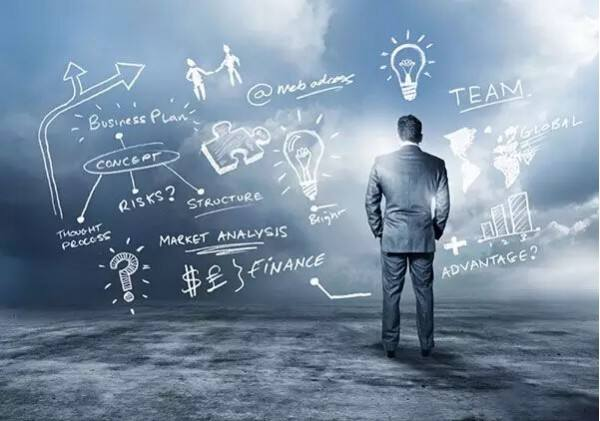 @ Web adress
TEAM
Business Plan
GLOBAL
CONCEPT
RISKS?
STRUCTURE
Bright
THOUGHT
PROCESS
MARKET ANALYSIS
1 2 3
$ £ } FINANCE
+
ADVANTAGE?
?